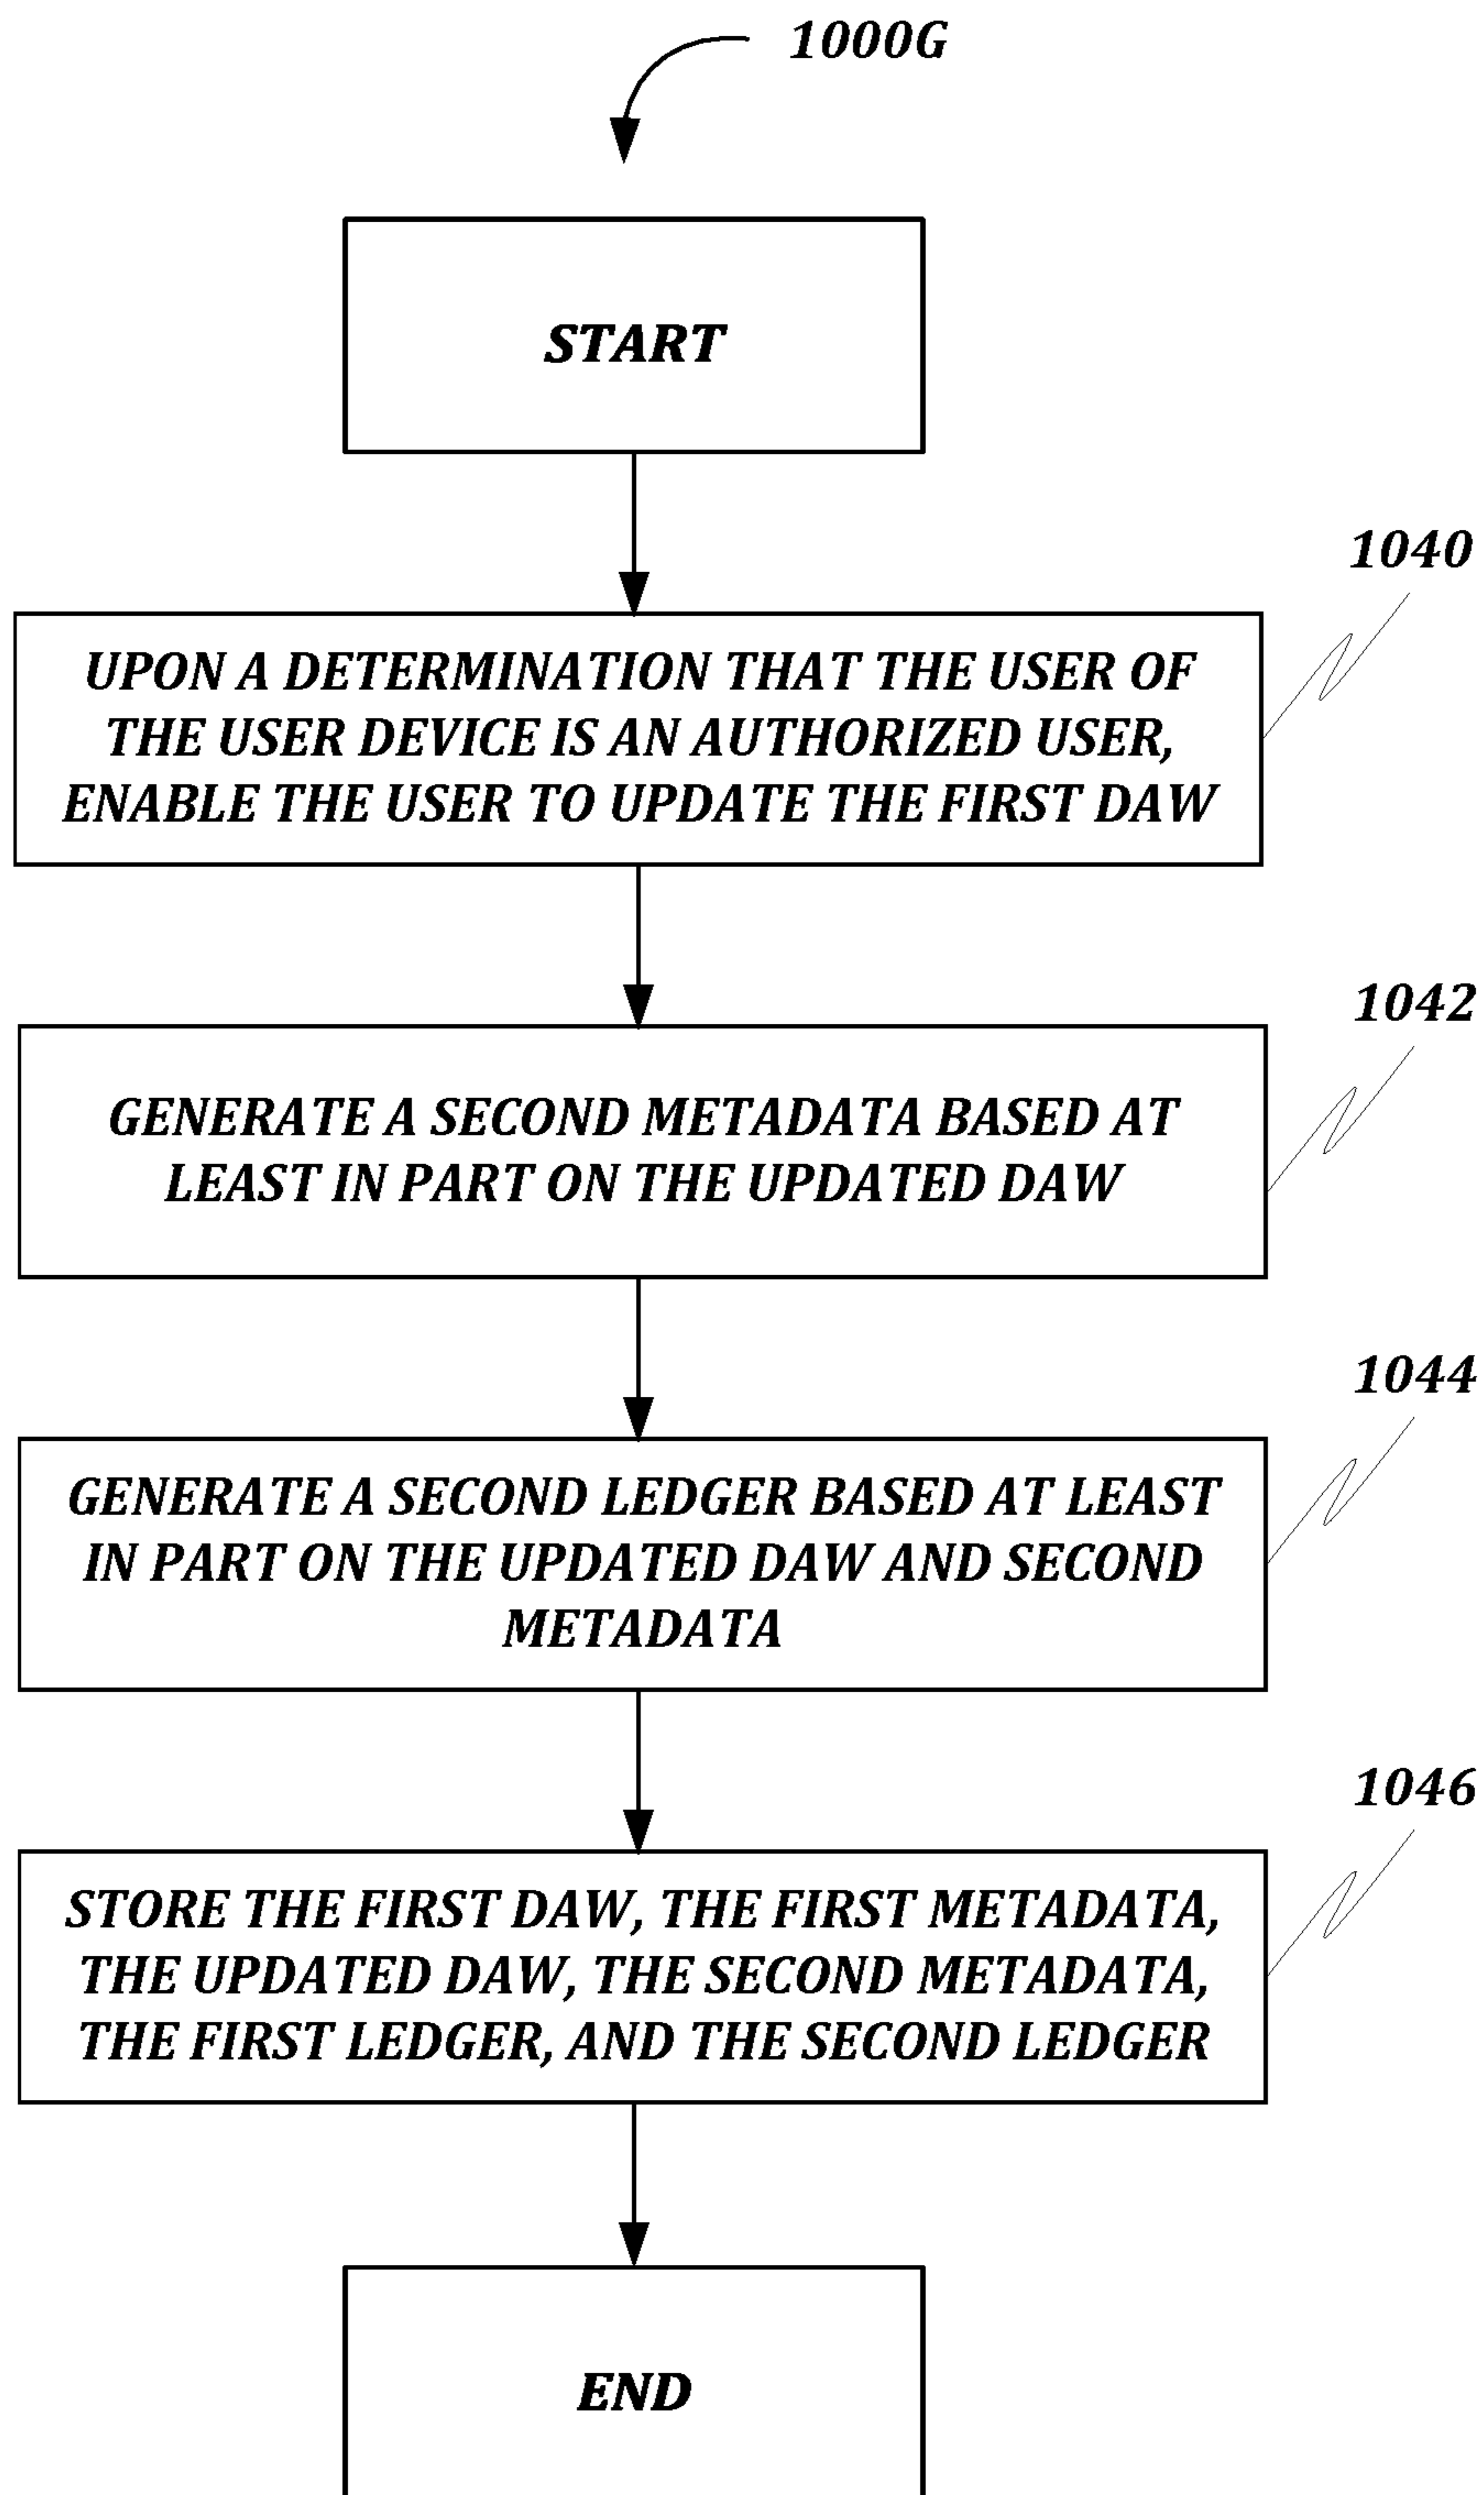 1000G
START
1040
UPON A DETERMINATION THAT THE USER OF
THE USER DEVICE IS AN AUTHORIZED USER,
ENABLE THE USER TO UPDATE THE FIRST DAW
1042
GENERATE A SECOND METADATA BASED AT
LEAST IN PART ON THE UPDATED DAW
1044
GENERATE A SECOND LEDGER BASED AT LEAST
IN PART ON THE UPDATED DAW AND SECOND
METADATA
1046
STORE THE FIRST DAW, THE FIRST METADATA,
THE UPDATED DAW, THE SECOND METADATA,
THE FIRST LEDGER, AND THE SECOND LEDGER
END